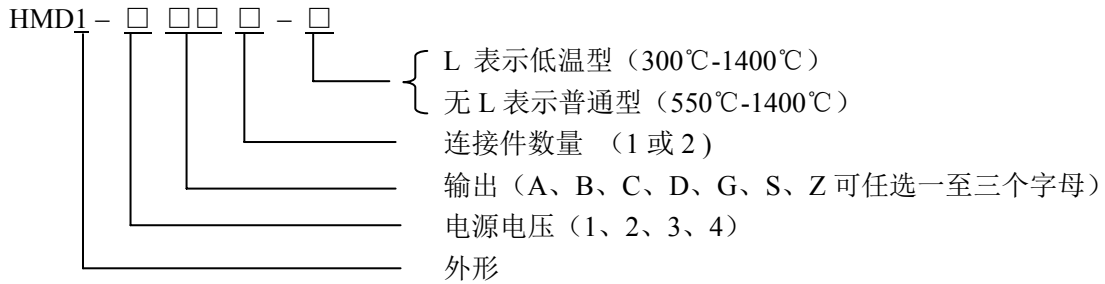 HMD1 – □ □□ □ – □
L 表示低温型（300℃-1400℃）
无 L 表示普通型（550℃-1400℃）
连接件数量 （1 或 2 )
输出（A、B、C、D、G、S、Z 可任选一至三个字母）
电源电压（1、2、3、4）
外形